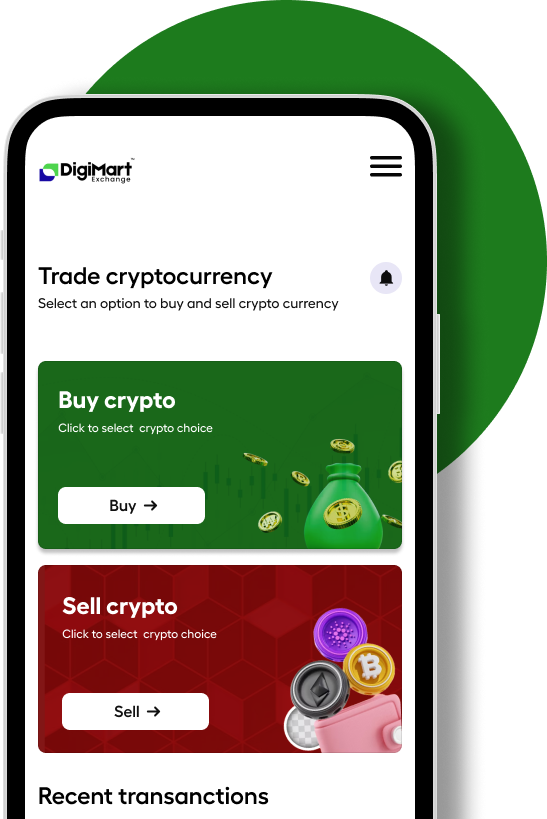 DigiMart™
Exchange
Trade cryptocurrency
Select an option to buy and sell crypto currency
Buy crypto
Click to select crypto choice
Buy →
Sell crypto
Click to select crypto choice
Sell →
Recent transanctions